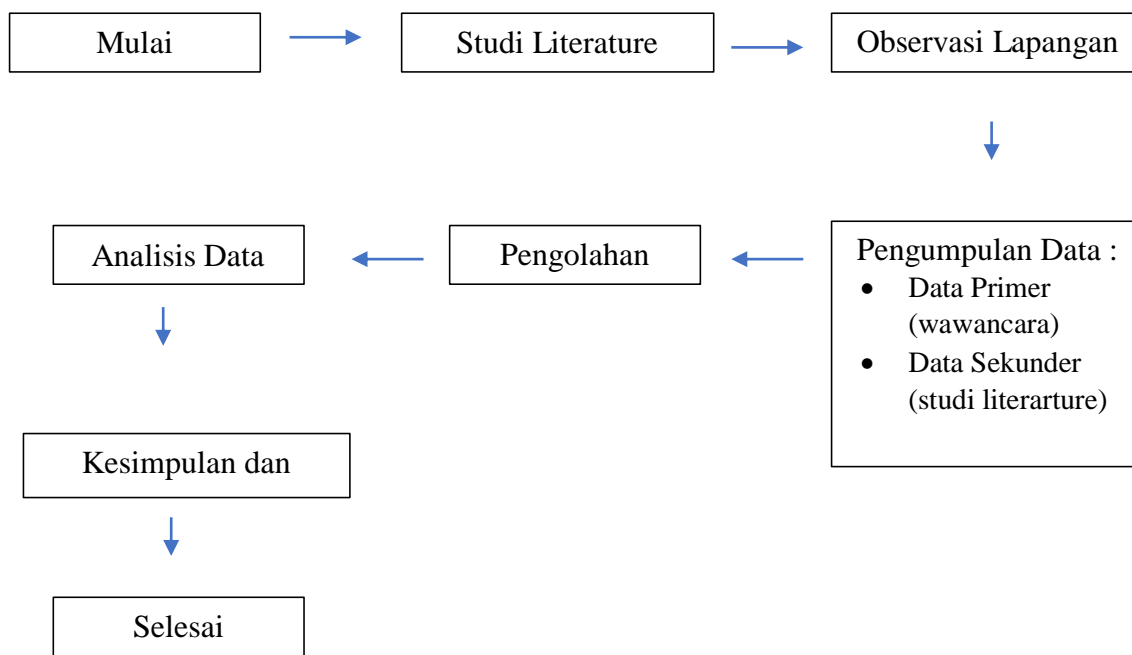 Mulai
Studi Literature
Observasi Lapangan
Pengumpulan Data :
• Data Primer
(wawancara)
• Data Sekunder
(studi literarture)
Pengolahan
Analisis Data
Kesimpulan dan
Selesai